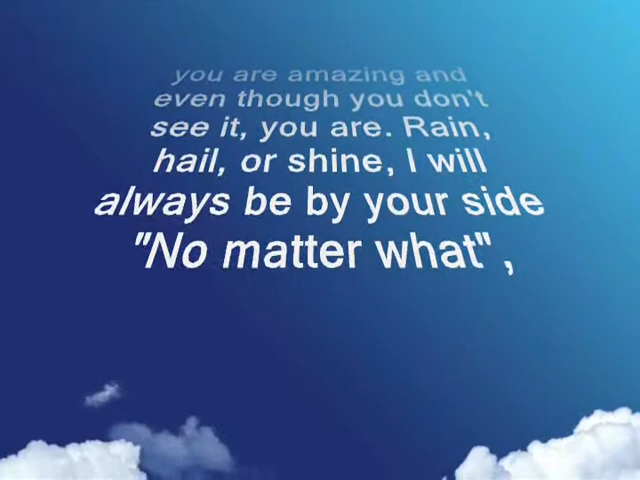 you are amazing and
even though you don't
see it, you are. Rain,
hail, or shine, I will
always be by your side
"No matter what" ,